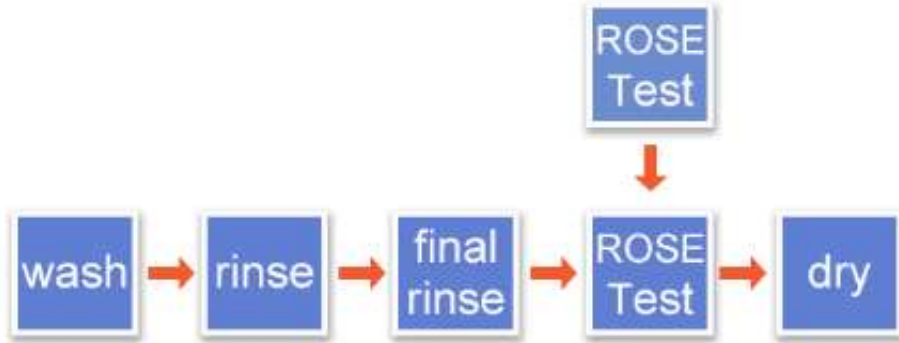 ROSE
Test
wash
rinse
final
rinse
ROSE
Test
dry